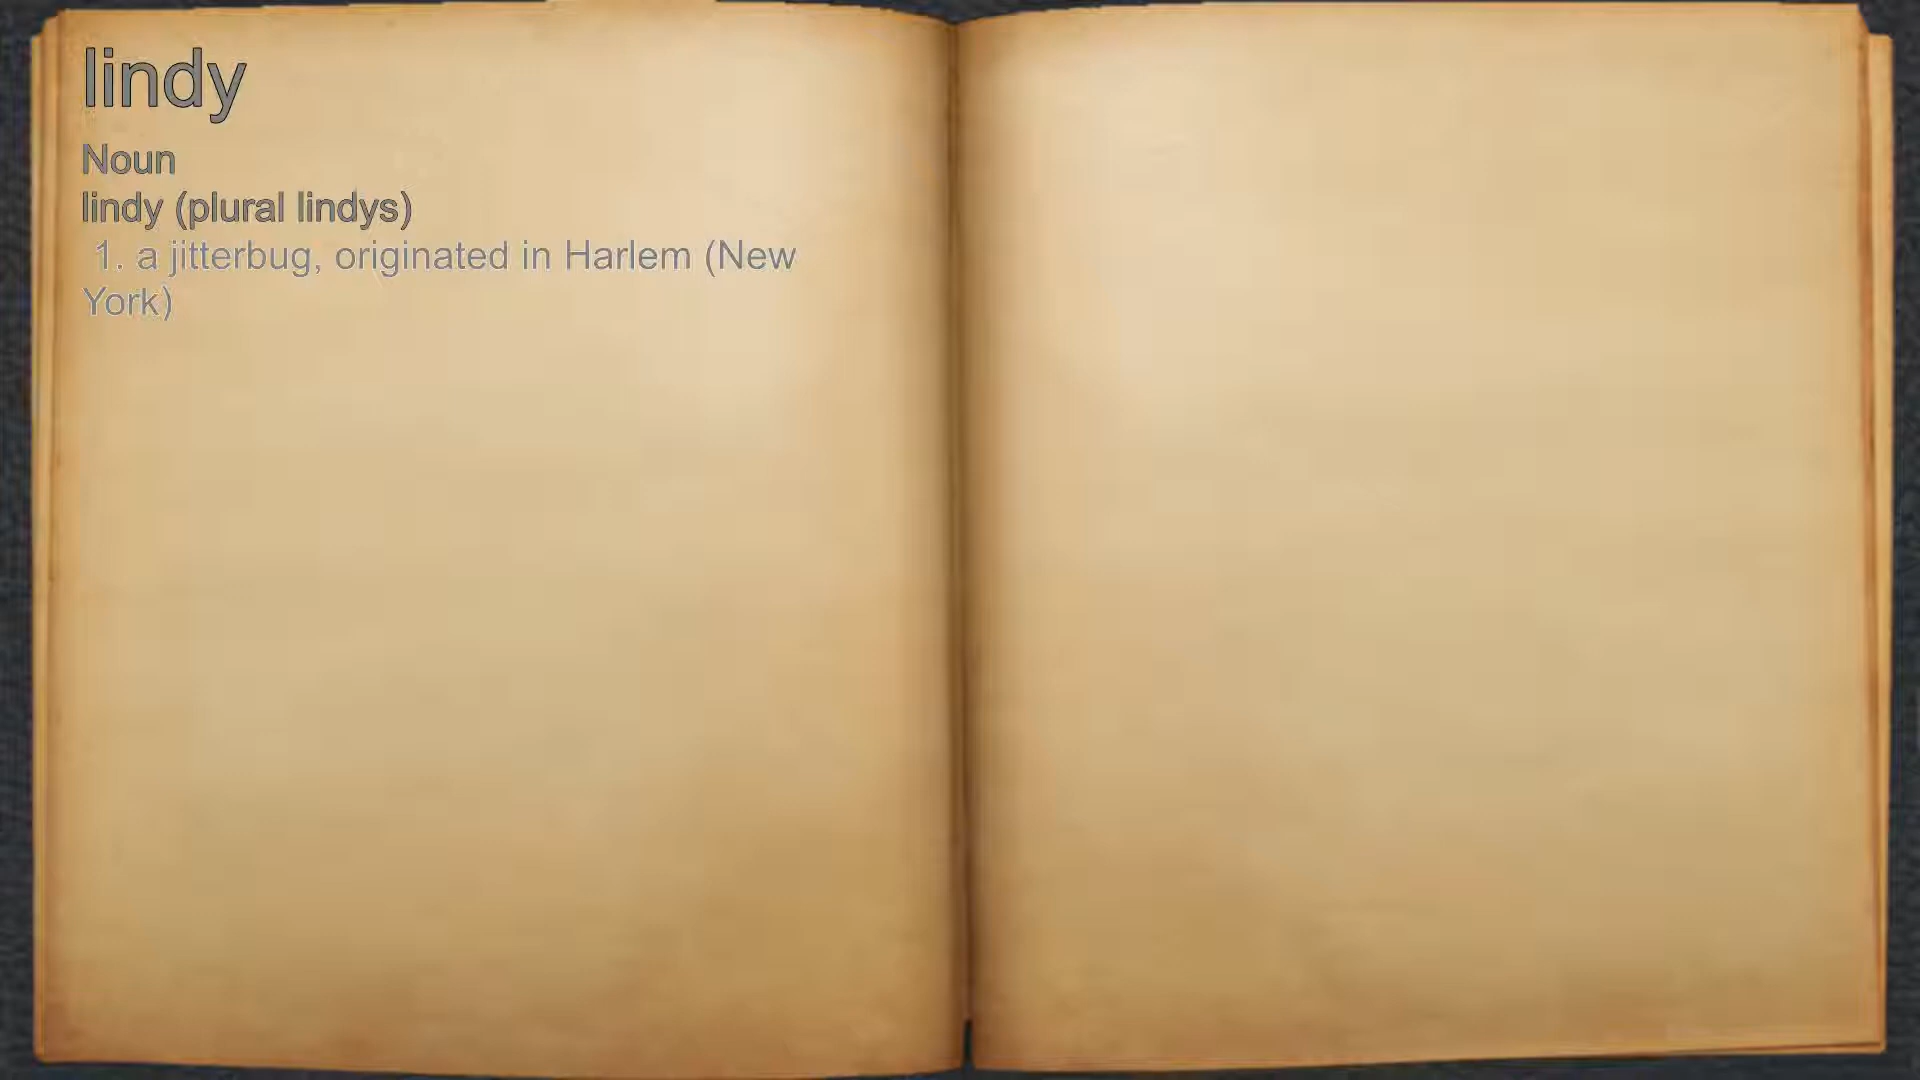 lindy
Noun
lindy (plural lindys)
1. a jitterbug, originated in Harlem (New
York)